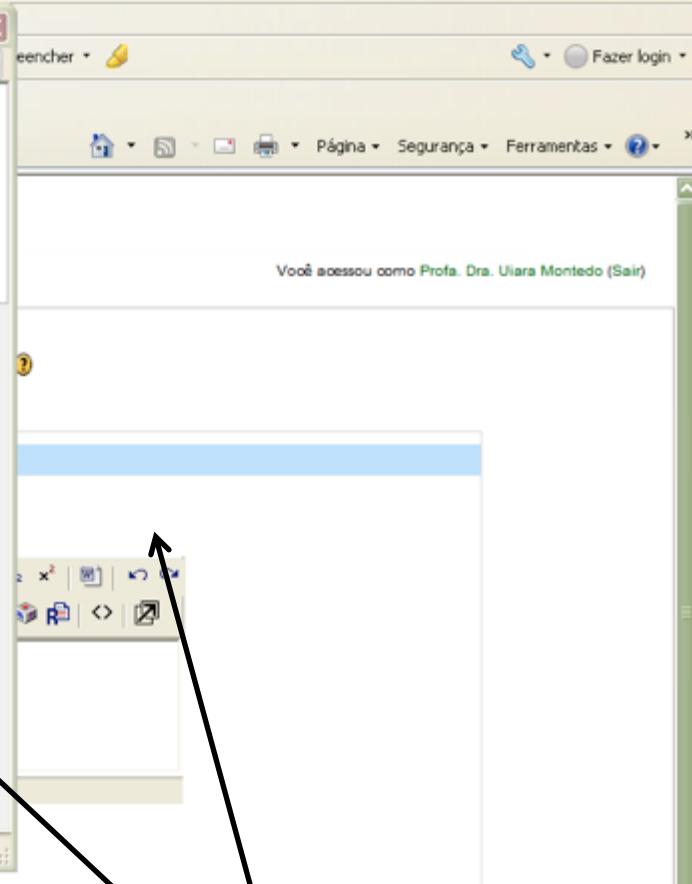 eencher
Fazer login
Página Segurança Ferramentas
Você acessou como Profa. Dra. Uiara Montedo (Sair)